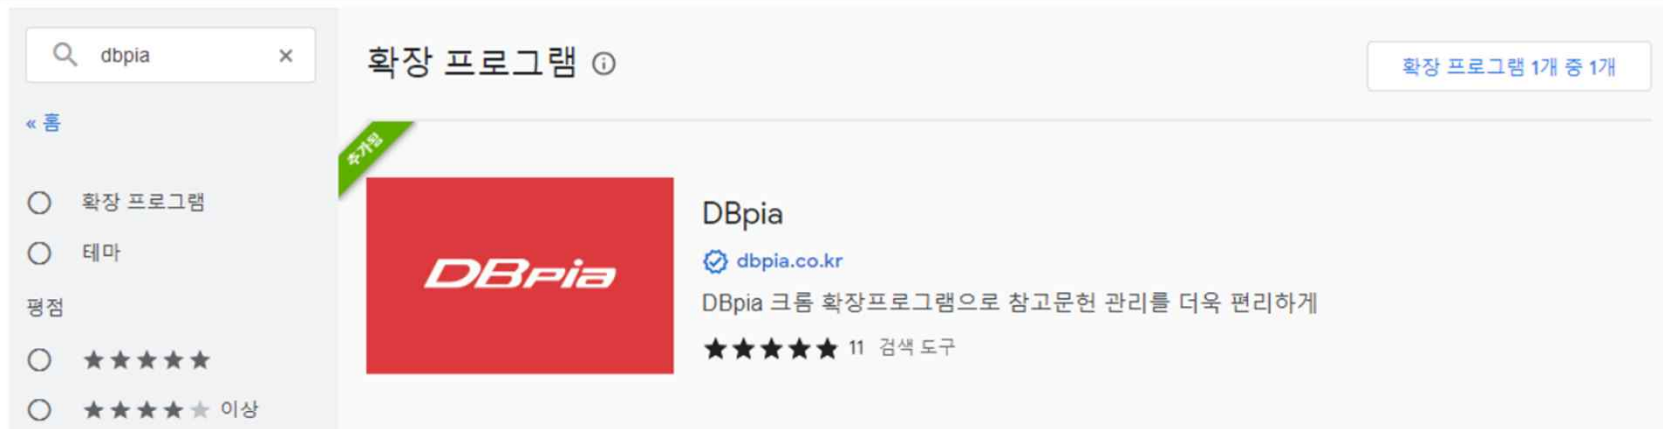 dbpia
« 홈
확장 프로그램
테마
평점
이상
확장 프로그램
확장 프로그램 1개 중 1개
추가됨
DBpia
DBpia
dbpia.co.kr
DBpia 크롬 확장프로그램으로 참고문헌 관리를 더욱 편리하게
11 검색 도구